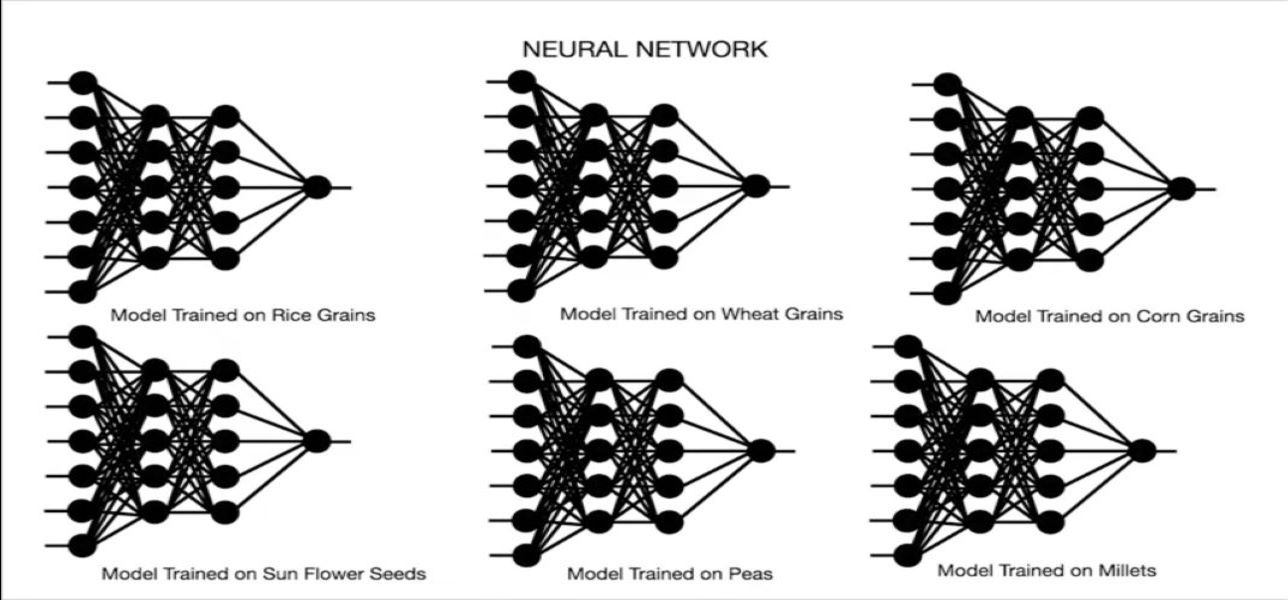 NEURAL NETWORK
Model Trained on Rice Grains
Model Trained on Wheat Grains
Model Trained on Corn Grains
Model Trained on Sun Flower Seeds
Model Trained on Peas
Model Trained on Millets